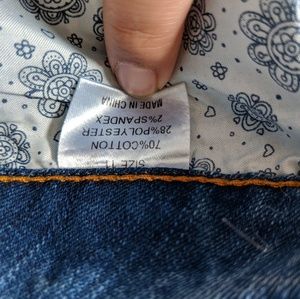 SIZE 11
70%COTTON
28%POLYESTER
2%SPANDEX
MADE IN CHINA